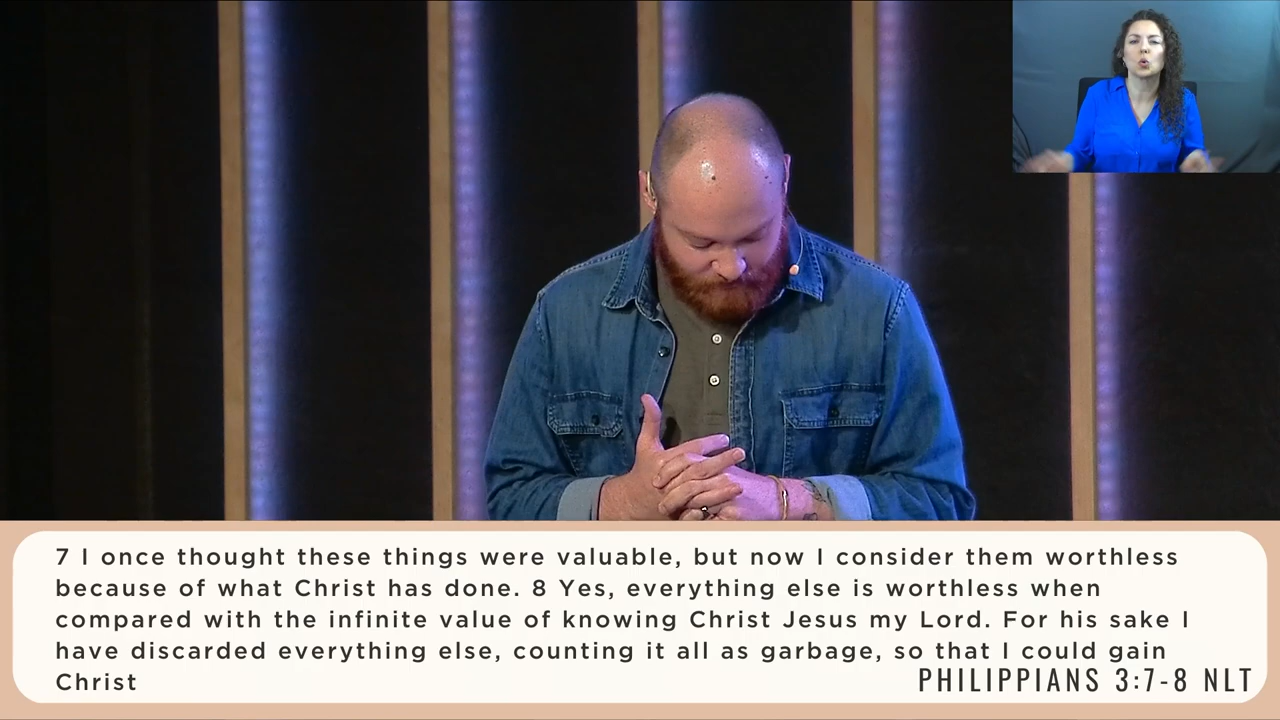 7 I once thought these things were valuable, but now I consider them worthless
because of what Christ has done. 8 Yes, everything else is worthless when
compared with the infinite value of knowing Christ Jesus my Lord. For his sake I
have discarded everything else, counting it all as garbage, so that I could gain
Christ
PHILIPPIANS 3:7-8 NLT